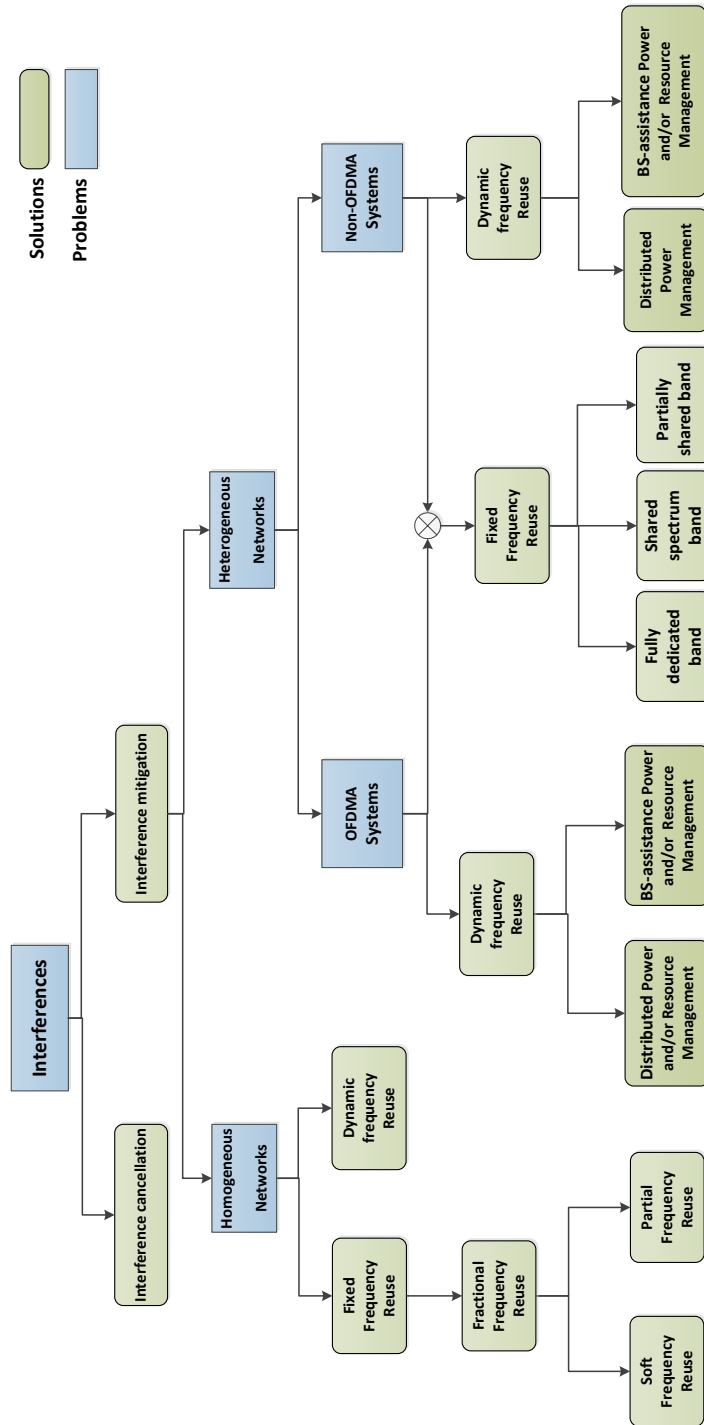 Solutions
Problems
Interferences
Interference cancellation
Interference mitigation
Homogeneous
Networks
Heterogeneous
Networks
Fixed
Frequency
Reuse
Dynamic
frequency
Reuse
OFDMA
Systems
Non-OFDMA
Systems
Fractional
Frequency
Reuse
Dynamic
frequency
Reuse
Fixed
Frequency
Reuse
Dynamic
frequency
Reuse
Soft
Frequency
Reuse
Partial
Frequency
Reuse
Distributed Power
and/or Resource
Management
BS-assistance Power
and/or Resource
Management
Fully
dedicated
band
Shared
spectrum
band
Partially
shared band
Distributed
Power
Management
BS-assistance Power
and/or Resource
Management